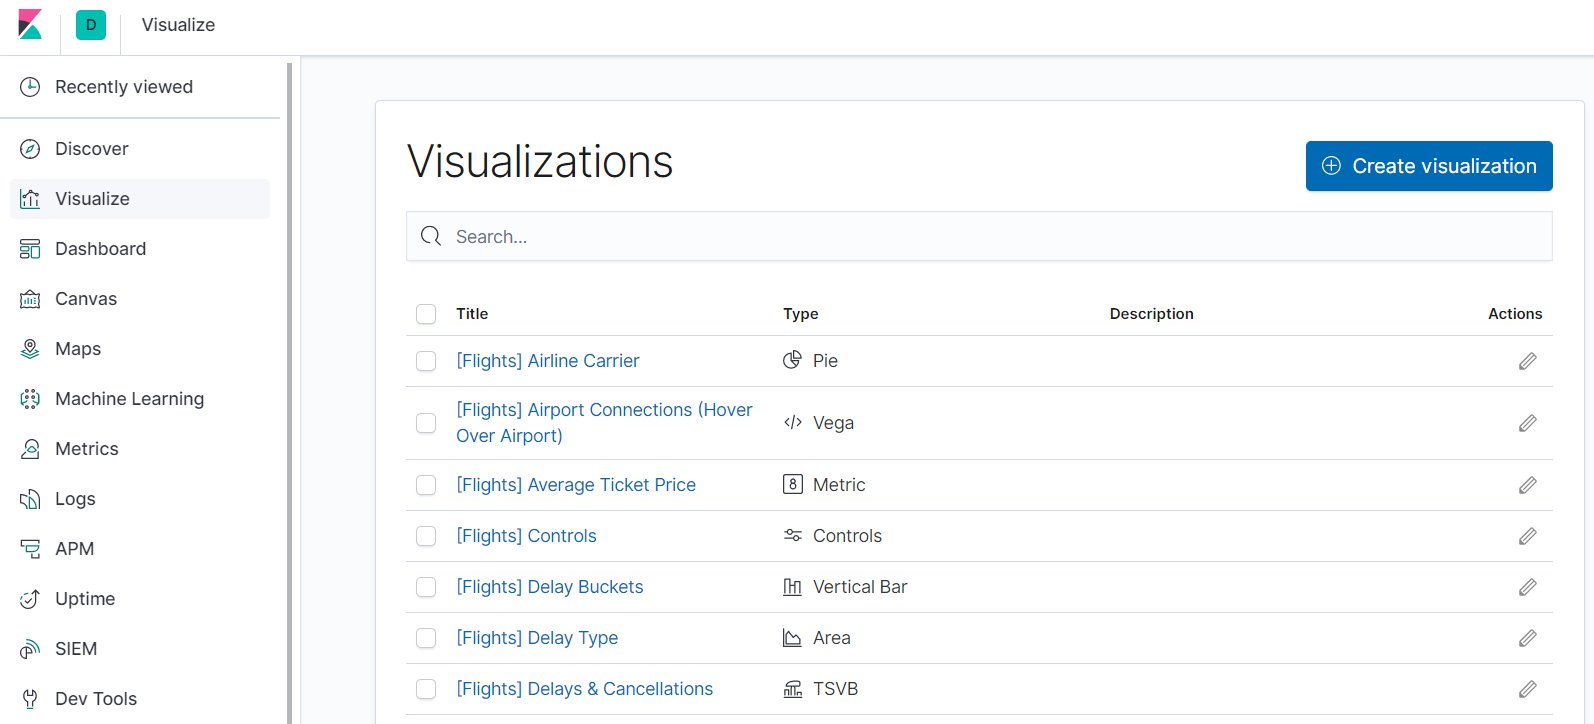 D Visualize
Recently viewed
Discover
Visualize
Dashboard
Canvas
Maps
Machine Learning
Metrics
Logs
APM
Uptime
SIEM
Dev Tools
Visualizations
Create visualization
Search...
Title Type Description Actions
[Flights] Airline Carrier Pie
[Flights] Airport Connections (Hover
Over Airport) </> Vega
[Flights] Average Ticket Price 8 Metric
[Flights] Controls Controls
[Flights] Delay Buckets Vertical Bar
[Flights] Delay Type Area
[Flights] Delays & Cancellations TSVB